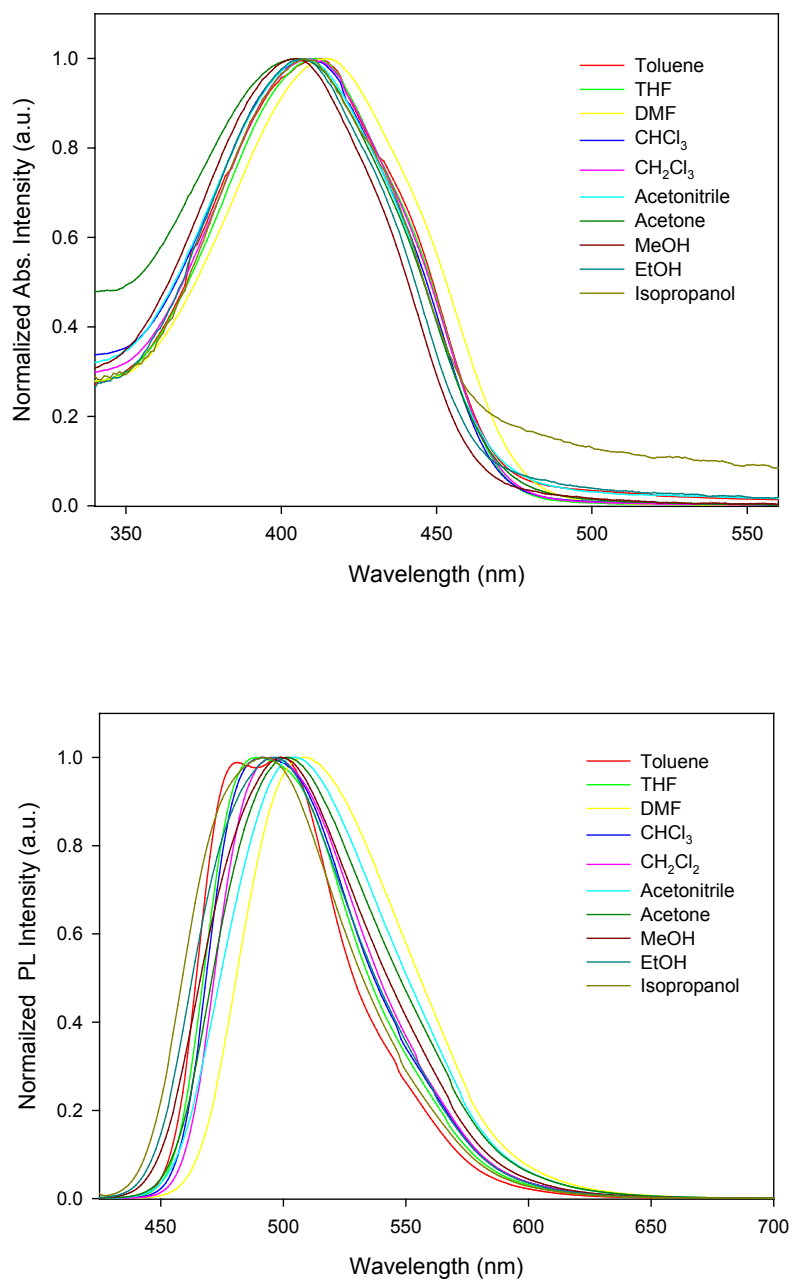 Normalized Abs. Intensity (a.u.)
1.0
0.8
0.6
0.4
0.2
0.0
Toluene
THF
DMF
CHCl3
CH2Cl3
Acetonitrile
Acetone
MeOH
EtOH
Isopropanol
350 400 450 500 550
Wavelength (nm)
Normailzed PL Intensity (a.u.)
1.0
0.8
0.6
0.4
0.2
0.0
Toluene
THF
DMF
CHCl3
CH2Cl2
Acetonitrile
Acetone
MeOH
EtOH
Isopropanol
450 500 550 600 650 700
Wavelength (nm)